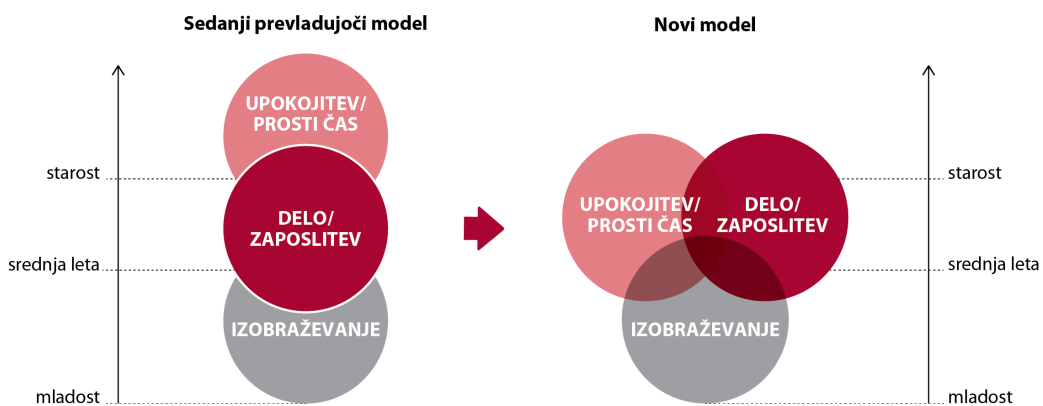 Sedanji prevladujoči model
Novi model
UPOKOJITEV/
PROSTI ČAS
starost
DELO/
ZAPOSLITEV
srednja leta
IZOBRAŽEVANJE
mladost
UPOKOJITEV/
PROSTI ČAS
DELO/
ZAPOSLITEV
IZOBRAŽEVANJE
starost
srednja leta
mladost